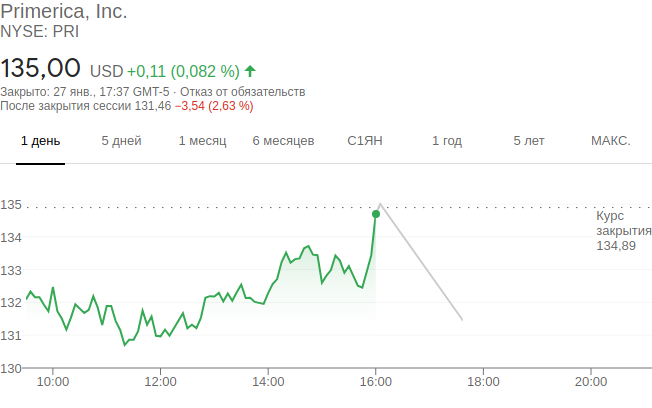 Primerica, Inc.
NYSE: PRI
135,00 USD +0,11 (0,082 %)
Закрыто: 27 янв., 17:37 GMT-5 · Отказ от обязательств
После закрытия сессии 131,46 −3,54 (2,63 %)
1 день 5 дней 1 месяц 6 месяцев С1ЯН 1 год 5 лет МАКС.
135
Курс
закрытия
134,89
134
133
132
131
130
10:00 12:00 14:00 16:00 18:00 20:00